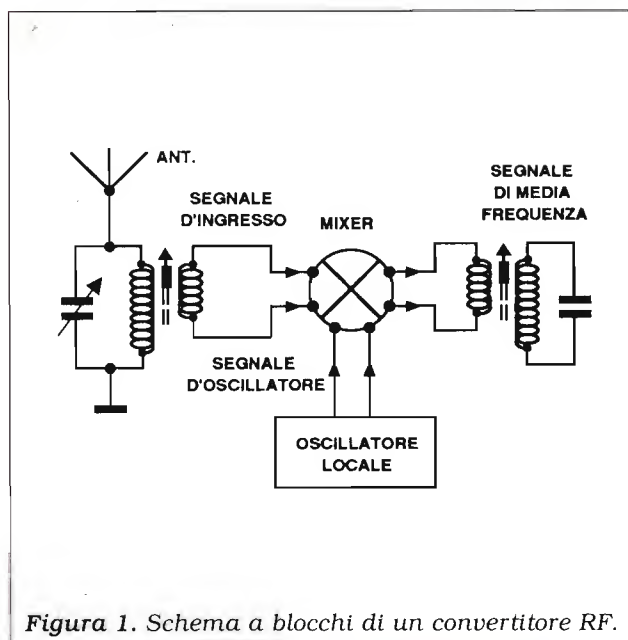 ANT.
SEGNALE
D'INGRESSO
MIXER
SEGNALE
DI MEDIA
FREQUENZA
SEGNALE
D'OSCILLATORE
OSCILLATORE
LOCALE
Figura 1. Schema a blocchi di un convertitore RF.